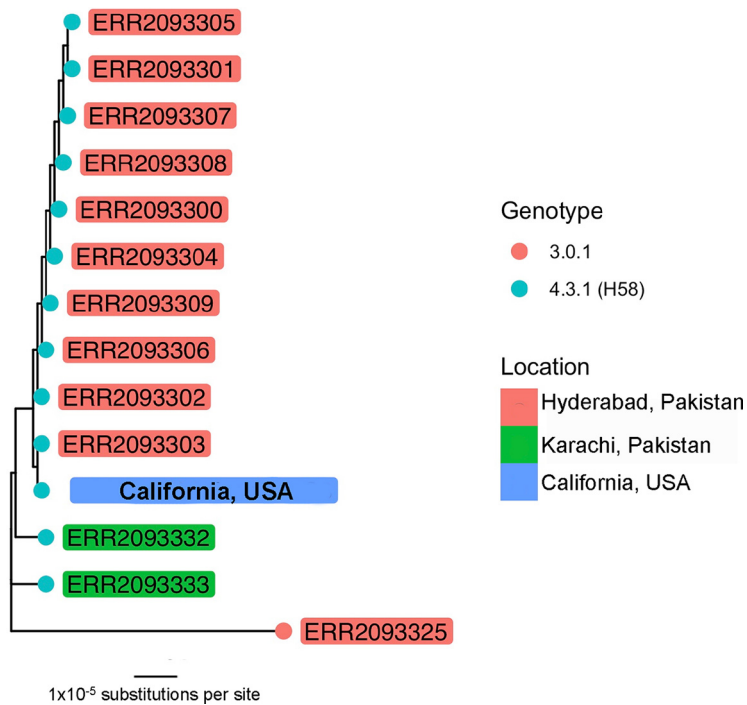 ERR2093305
ERR2093301
ERR2093307
ERR2093308
ERR2093300
ERR2093304
ERR2093309
ERR2093306
ERR2093302
ERR2093303
California, USA
ERR2093332
ERR2093333
ERR2093325
1x10⁻⁵ substitutions per site
Genotype
3.0.1
4.3.1 (H58)
Location
Hyderabad, Pakistan
Karachi, Pakistan
California, USA